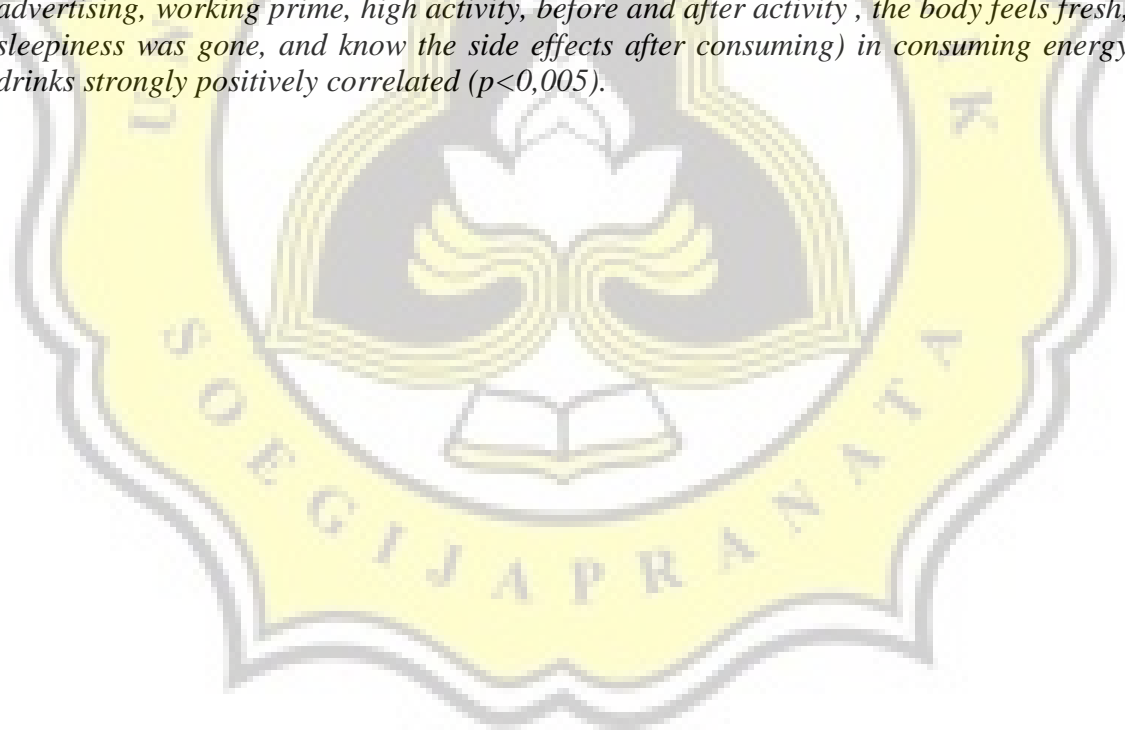 advertising, working prime, high activity, before and after activity , the body feels fresh,
sleepiness was gone, and know the side effects after consuming) in consuming energy
drinks strongly positively correlated (p<0,005).
SOEGIJAPRANATA